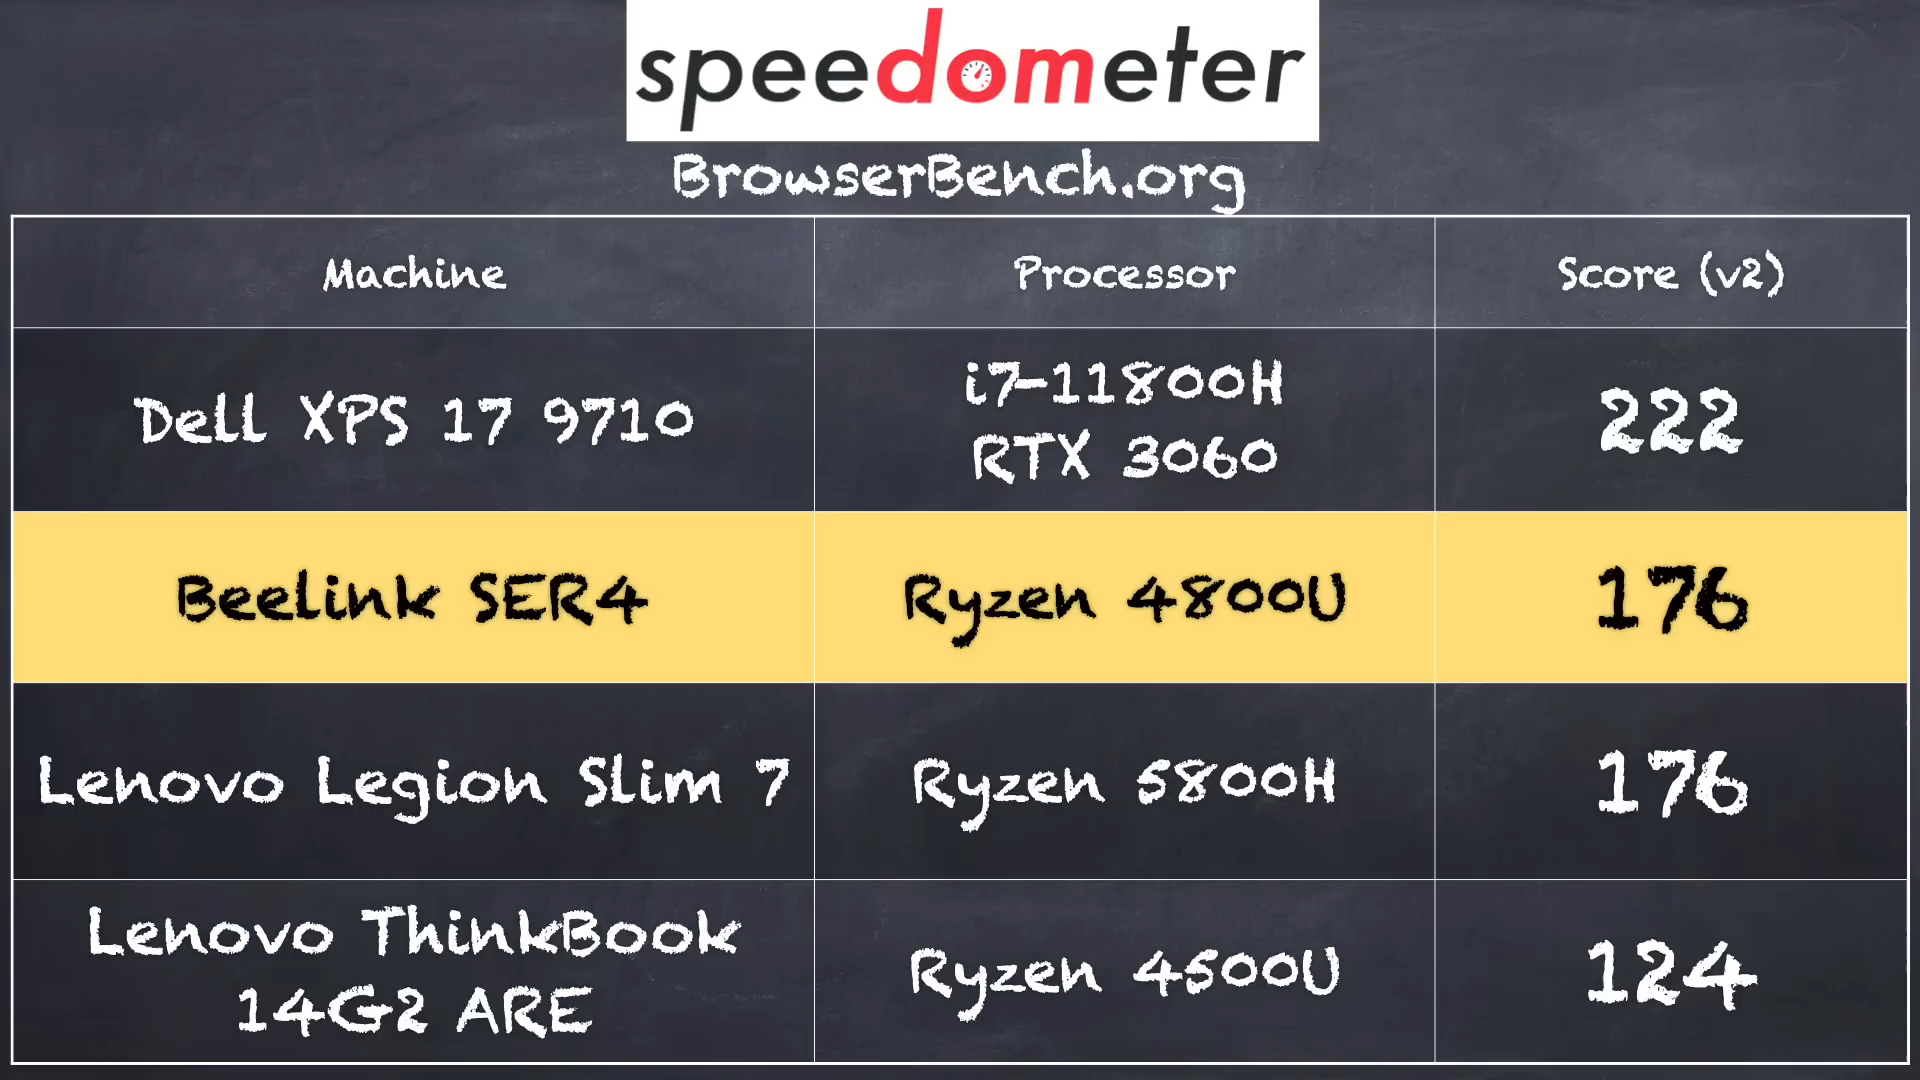 speedometer
BrowserBench.org
Machine Processor Score (v2)
Dell XPS 17 9710 i7-11800H RTX 3060 222
Beelink SER4 Ryzen 4800U 176
Lenovo Legion Slim 7 Ryzen 5800H 176
Lenovo ThinkBook 14G2 ARE Ryzen 4500U 124